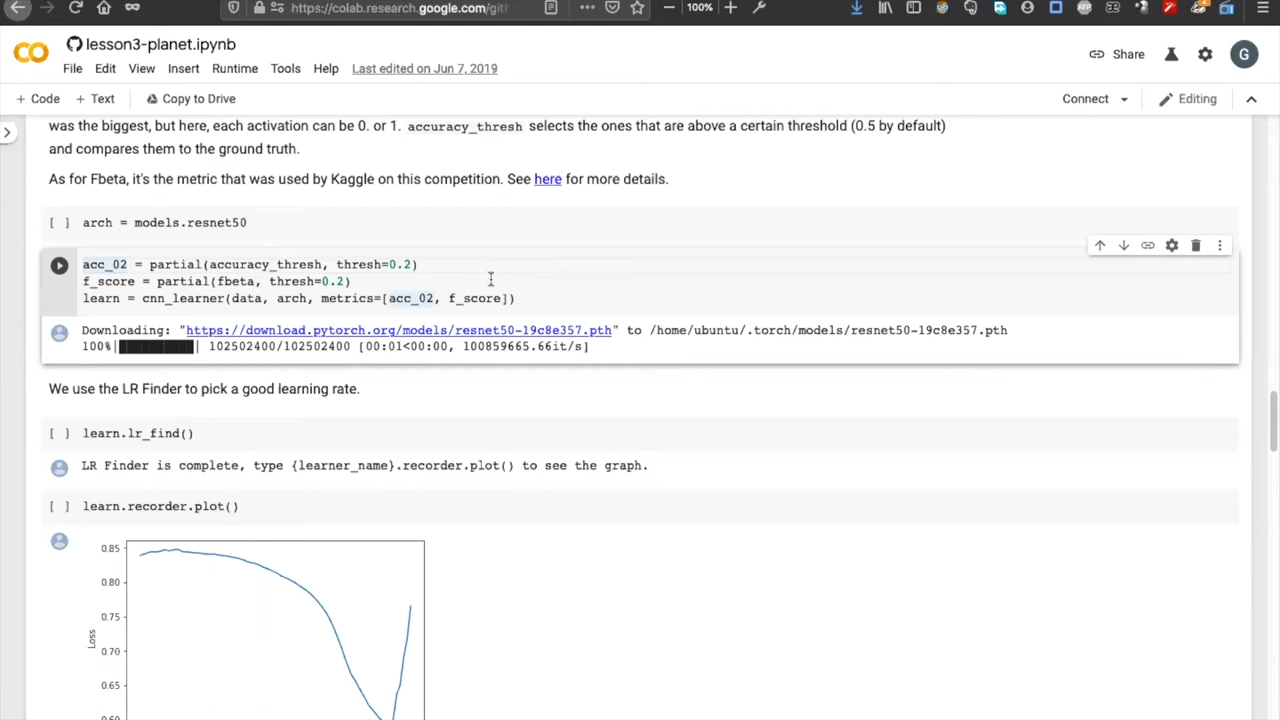 https://colab.research.google.com/git
100%
lesson3-planet.ipynb
Share
G
File Edit View Insert Runtime Tools Help Last edited on Jun 7, 2019
+ Code + Text Copy to Drive
Connect
Editing
was the biggest, but here, each activation can be 0. or 1. accuracy_thresh selects the ones that are above a certain threshold (0.5 by default)
and compares them to the ground truth.
As for Fbeta, it's the metric that was used by Kaggle on this competition. See here for more details.
[ ] arch = models.resnet50
acc_02 = partial(accuracy_thresh, thresh=0.2)
f_score = partial(fbeta, thresh=0.2)
learn = cnn_learner(data, arch, metrics=[acc_02, f_score])
Downloading: "https://download.pytorch.org/models/resnet50-19c8e357.pth" to /home/ubuntu/.torch/models/resnet50-19c8e357.pth
100%|██████████| 102502400/102502400 [00:01<00:00, 100859665.66it/s]
We use the LR Finder to pick a good learning rate.
[ ] learn.lr_find()
LR Finder is complete, type {learner_name}.recorder.plot() to see the graph.
[ ] learn.recorder.plot()
0.85
0.80
0.75
Loss
0.70
0.65
0.60